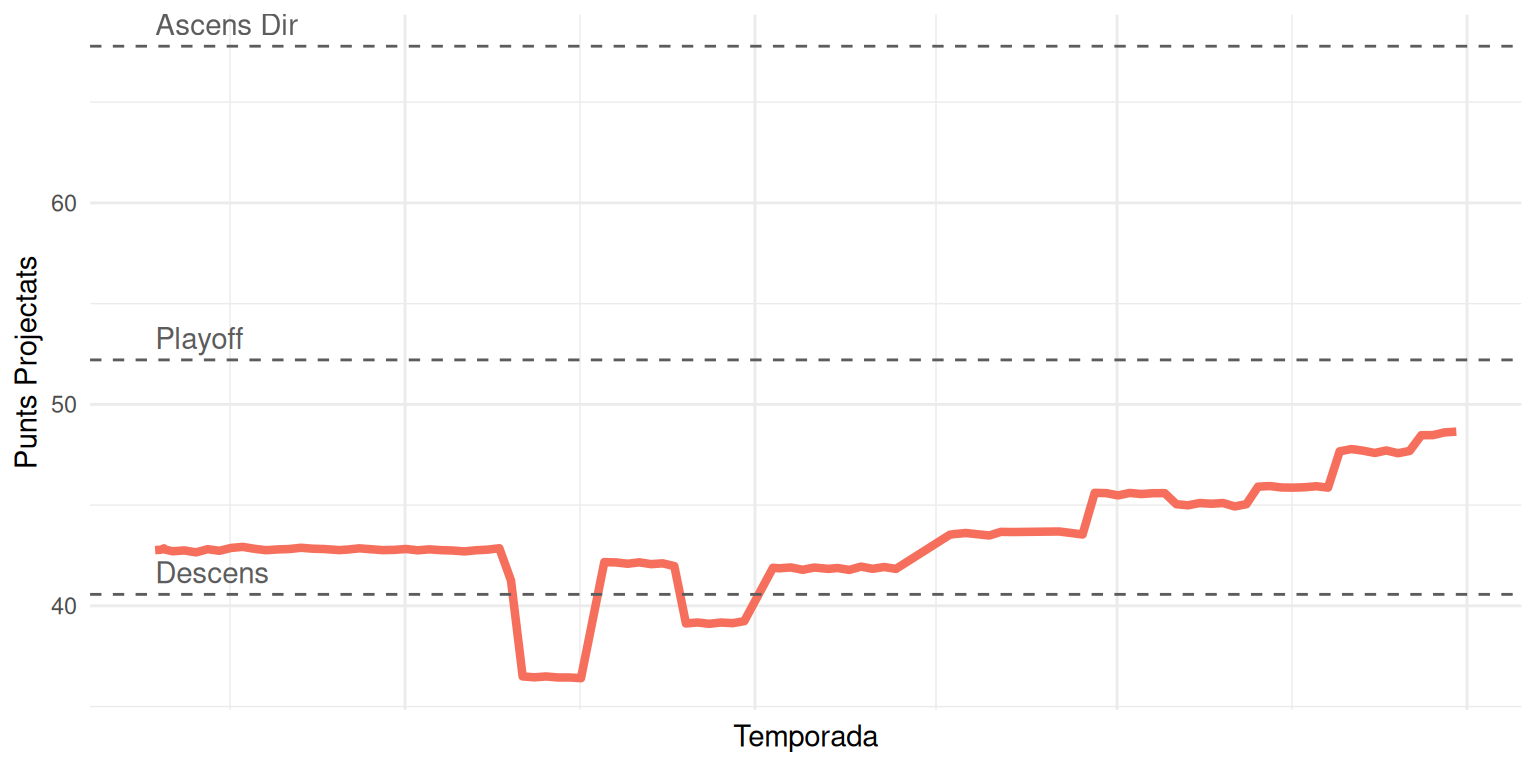 Ascens Dir
60
Playoff
50
Descens
40
Punts Projectats
Temporada